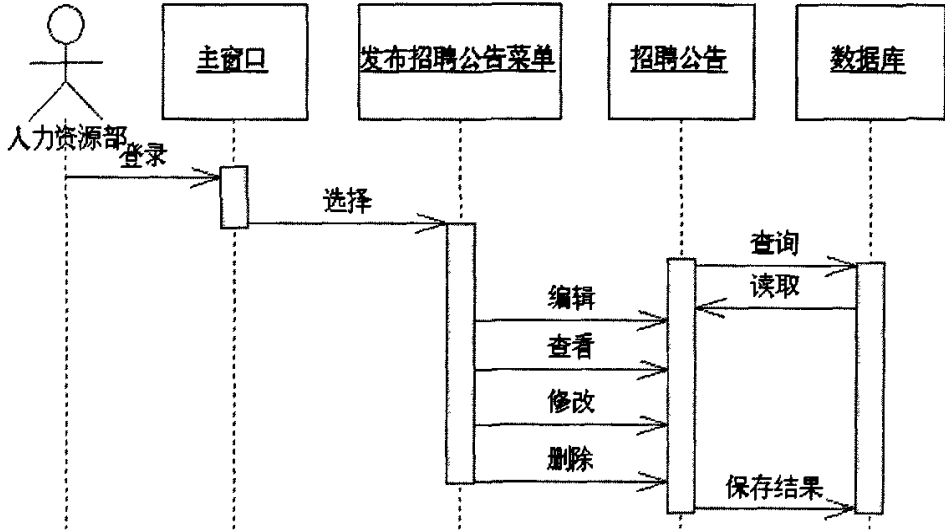 主窗口
发布招聘公告菜单
招聘公告
数据库
人力资源部
登录
选择
查询
读取
编辑
查看
修改
删除
保存结果